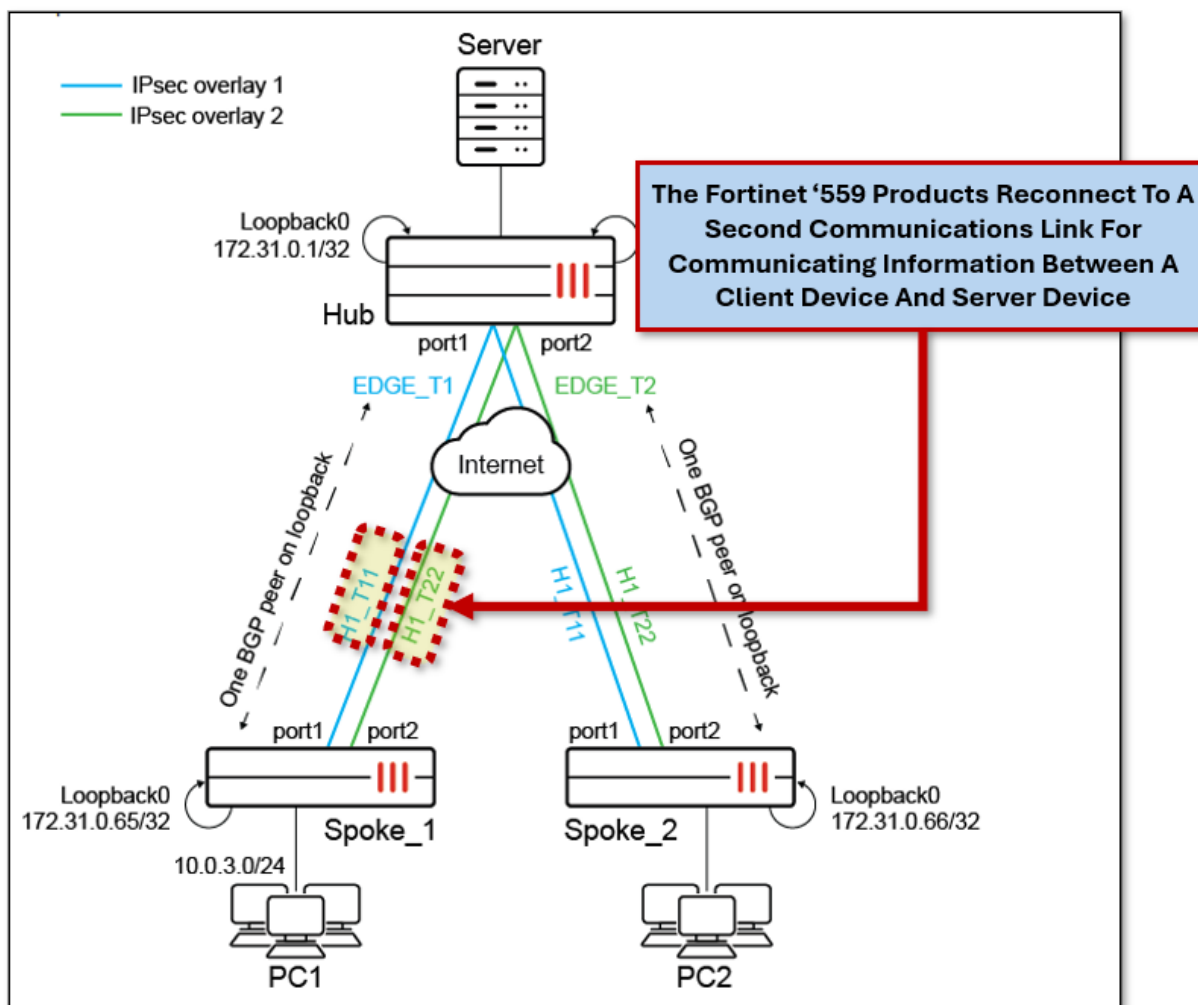 Server
IPsec overlay 1
IPsec overlay 2
The Fortinet ‘559 Products Reconnect To A
Second Communications Link For
Communicating Information Between A
Client Device And Server Device
Loopback0
172.31.0.1/32
Hub
port1
port2
EDGE_T1
EDGE_T2
Internet
One BGP peer on loopback
H1_T11
H1_T22
H1_T11
H1_T22
One BGP peer on loopback
port1
port2
port1
port2
Loopback0
172.31.0.65/32
Spoke_1
Spoke_2
Loopback0
172.31.0.66/32
10.0.3.0/24
PC1
PC2